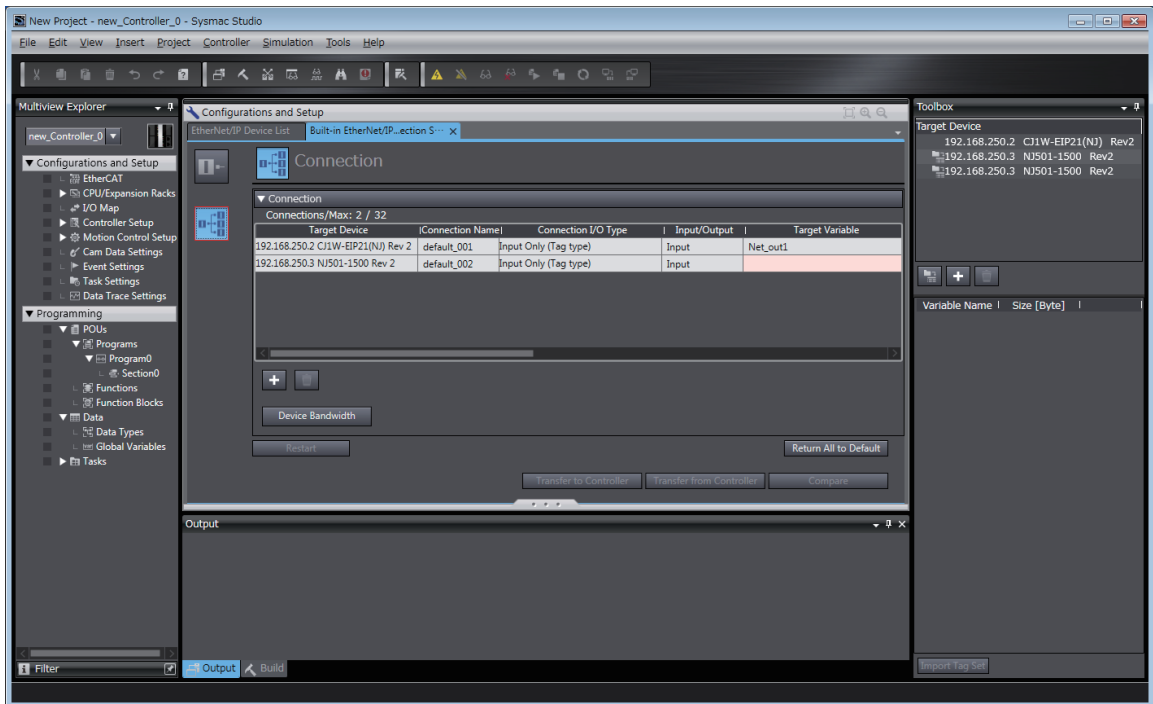 New Project - new_Controller_0 - Sysmac Studio
File Edit View Insert Project Controller Simulation Tools Help
Multiview Explorer
new_Controller_0
Configurations and Setup
EtherCAT
CPU/Expansion Racks
I/O Map
Controller Setup
Motion Control Setup
Cam Data Settings
Event Settings
Task Settings
Data Trace Settings
Programming
POUs
Programs
Program0
Section0
Functions
Function Blocks
Data
Data Types
Global Variables
Tasks
Filter
Configurations and Setup
EtherNet/IP Device List Built-in EtherNet/IP...ection S···
Connection
Connection
Connections/Max: 2 / 32
Target Device Connection Name Connection I/O Type Input/Output Target Variable
192.168.250.2 CJ1W-EIP21(NJ) Rev 2 default_001 Input Only (Tag type) Input Net_out1
192.168.250.3 NJ501-1500 Rev 2 default_002 Input Only (Tag type) Input
Device Bandwidth
Restart Return All to Default
Transfer to Controller Transfer from Controller Compare
Output
Output Build
Toolbox
Target Device
192.168.250.2 CJ1W-EIP21(NJ) Rev2
192.168.250.3 NJ501-1500 Rev2
192.168.250.3 NJ501-1500 Rev2
Variable Name Size [Byte]
Import Tag Set